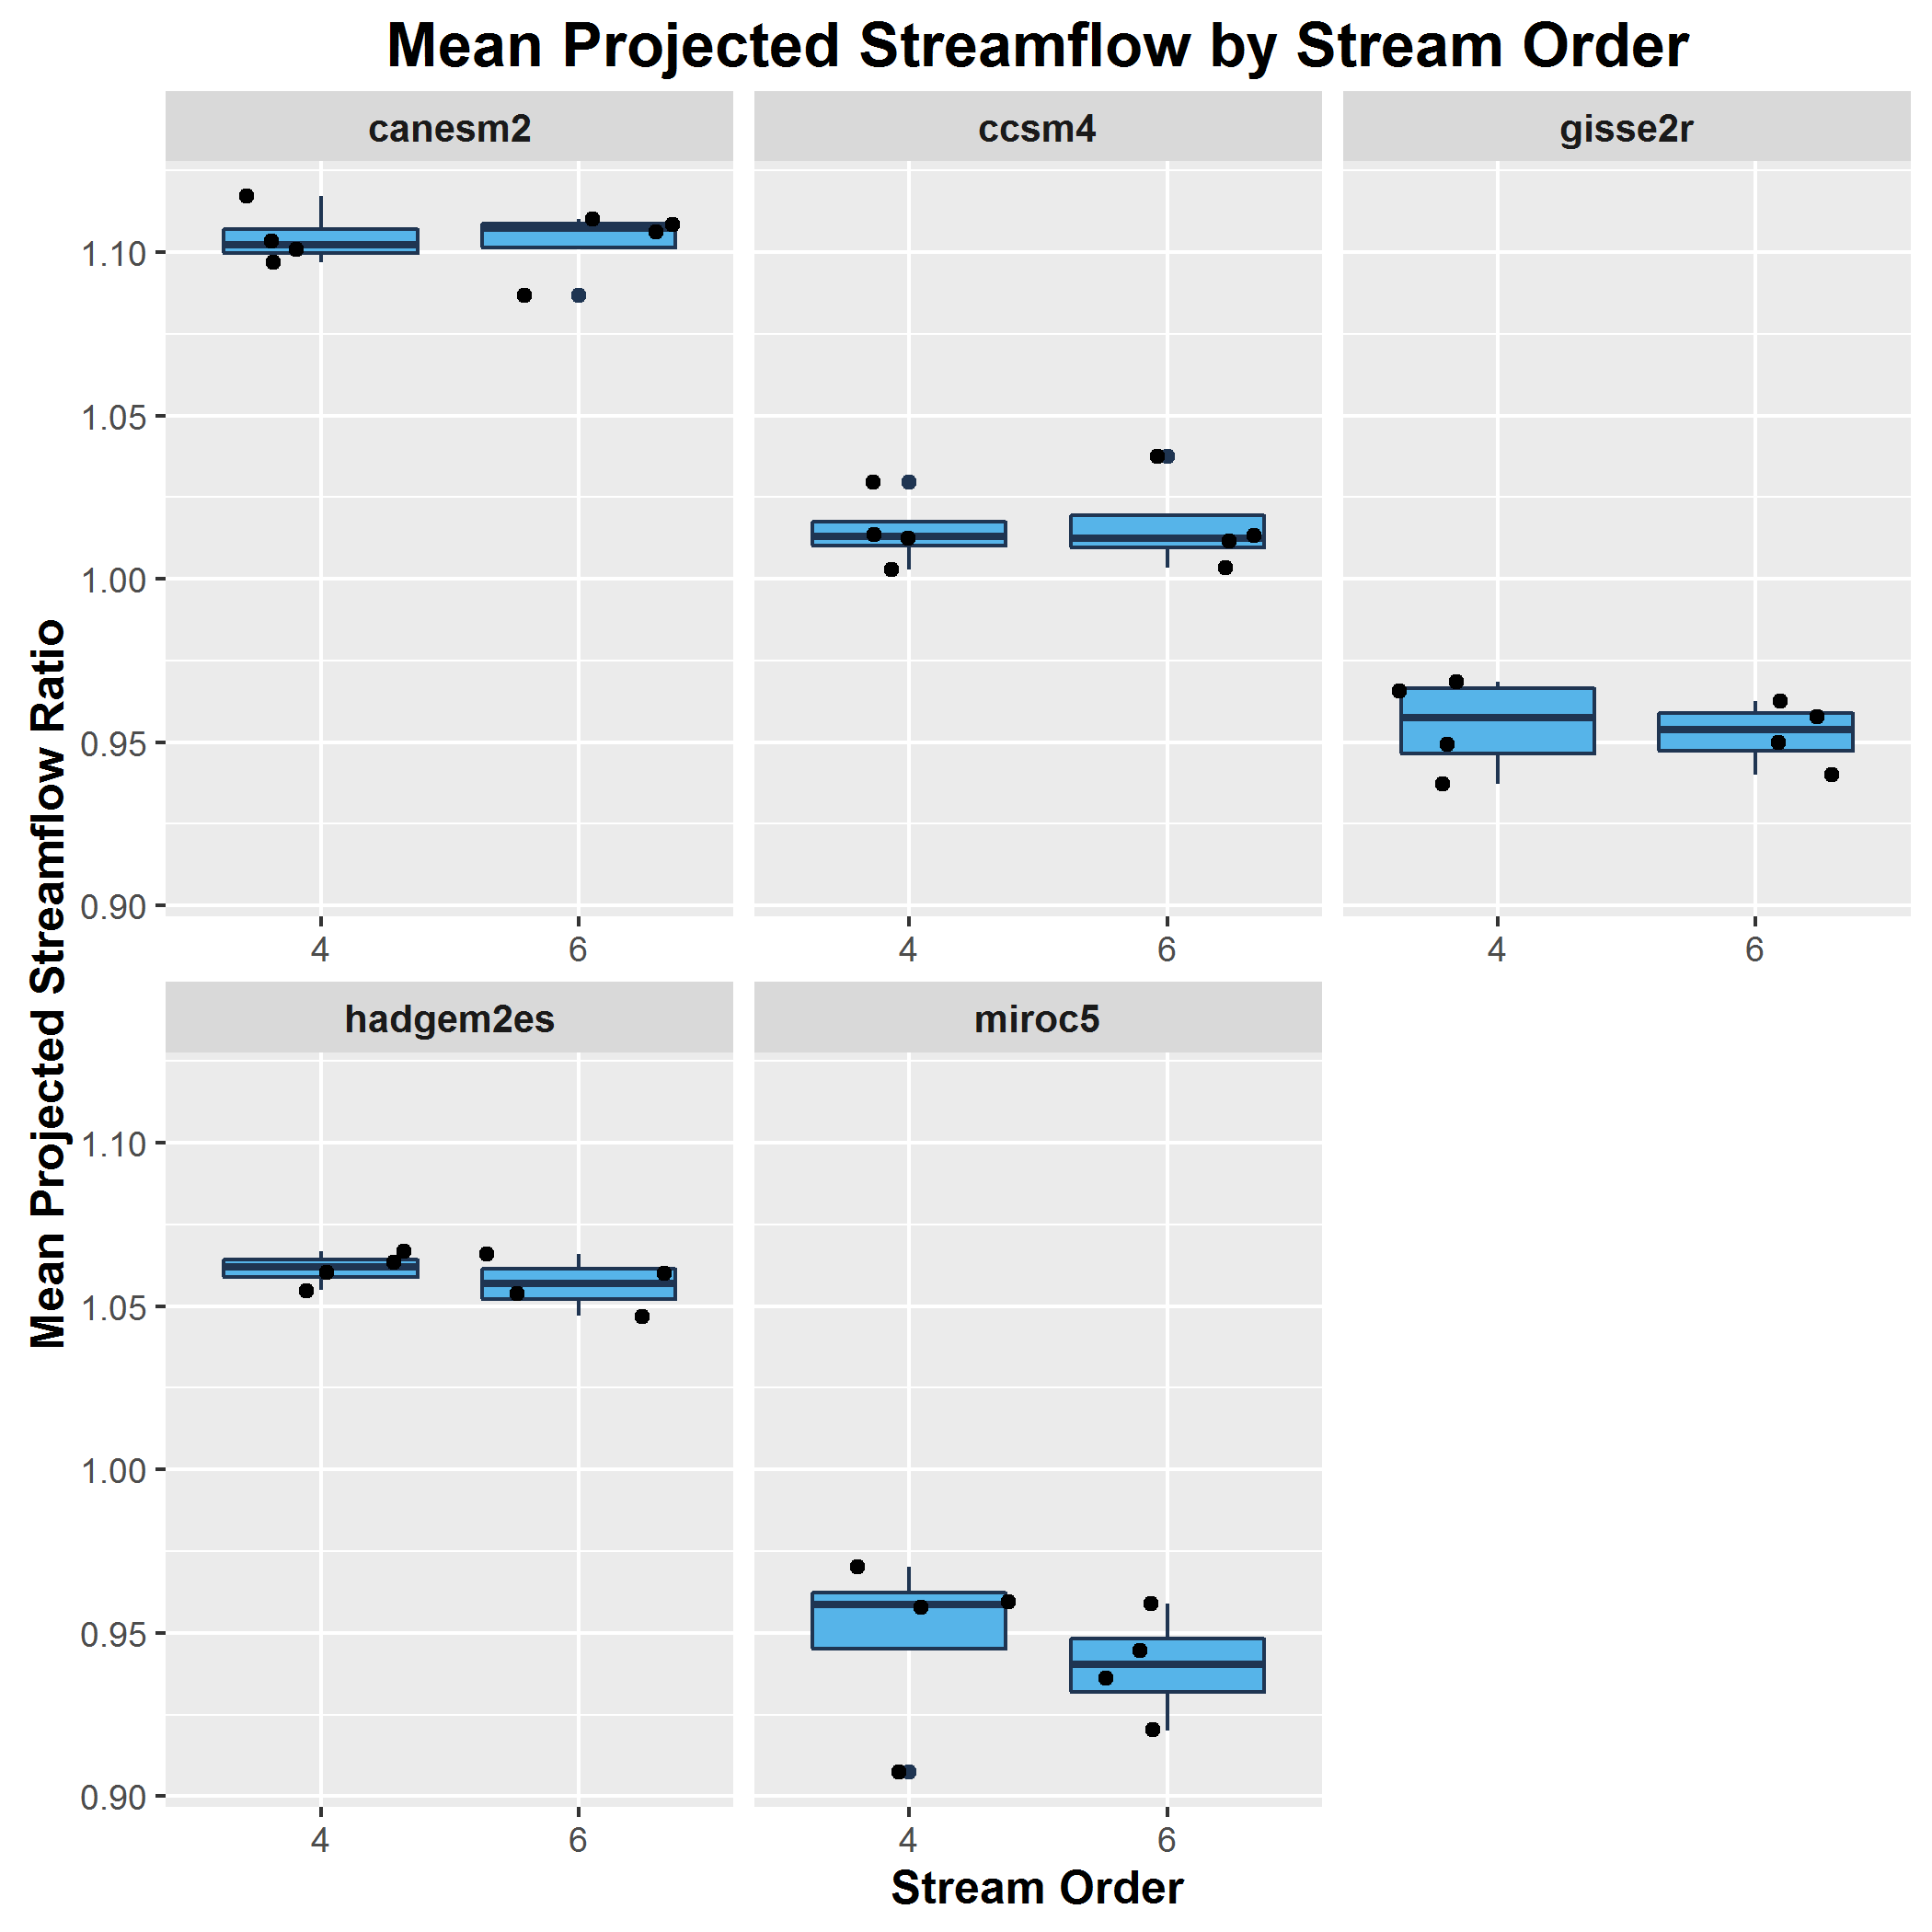 Mean Projected Streamflow by Stream Order
canesm2 ccsm4 gisse2r
Mean Projected Streamflow Ratio
1.10
1.05
1.00
0.95
0.90
4 6 4 6 4 6
hadgem2es miroc5
1.10
1.05
1.00
0.95
0.90
4 6 4 6
Stream Order